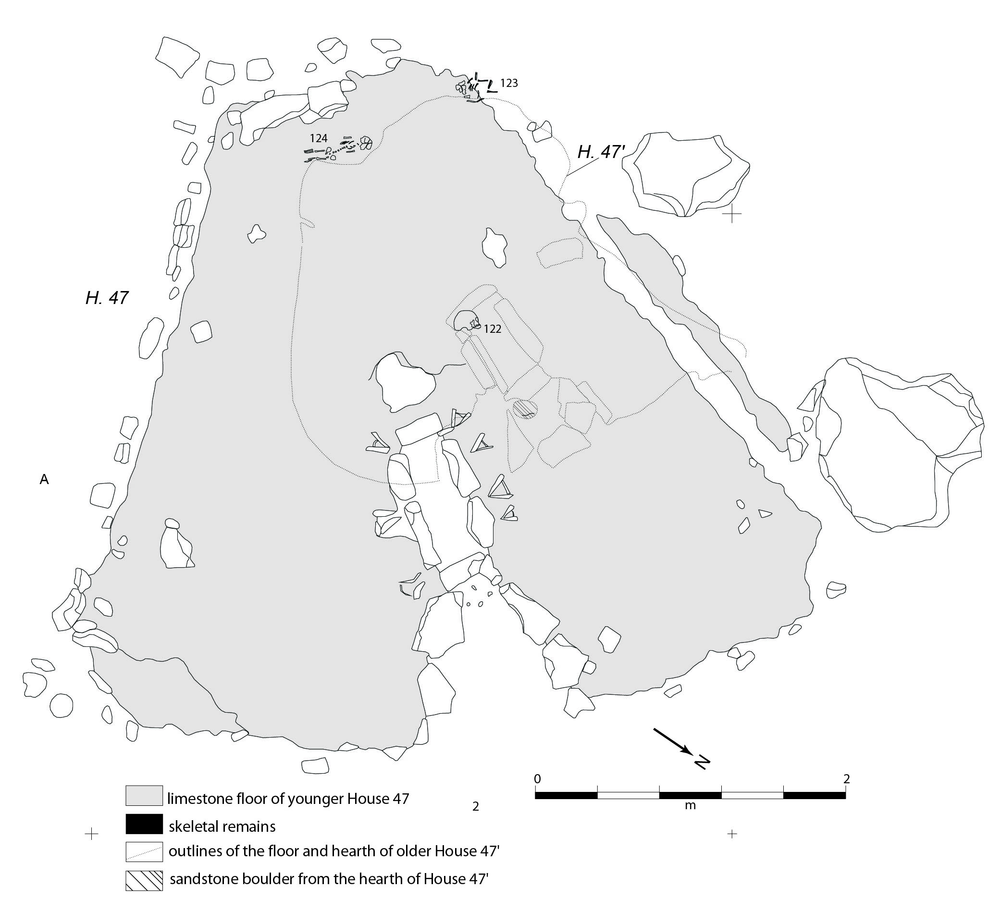 123
124
H. 47'
H. 47
122
A
N
0 2
m
limestone floor of younger House 47
2
skeletal remains
outlines of the floor and hearth of older House 47'
sandstone boulder from the hearth of House 47'